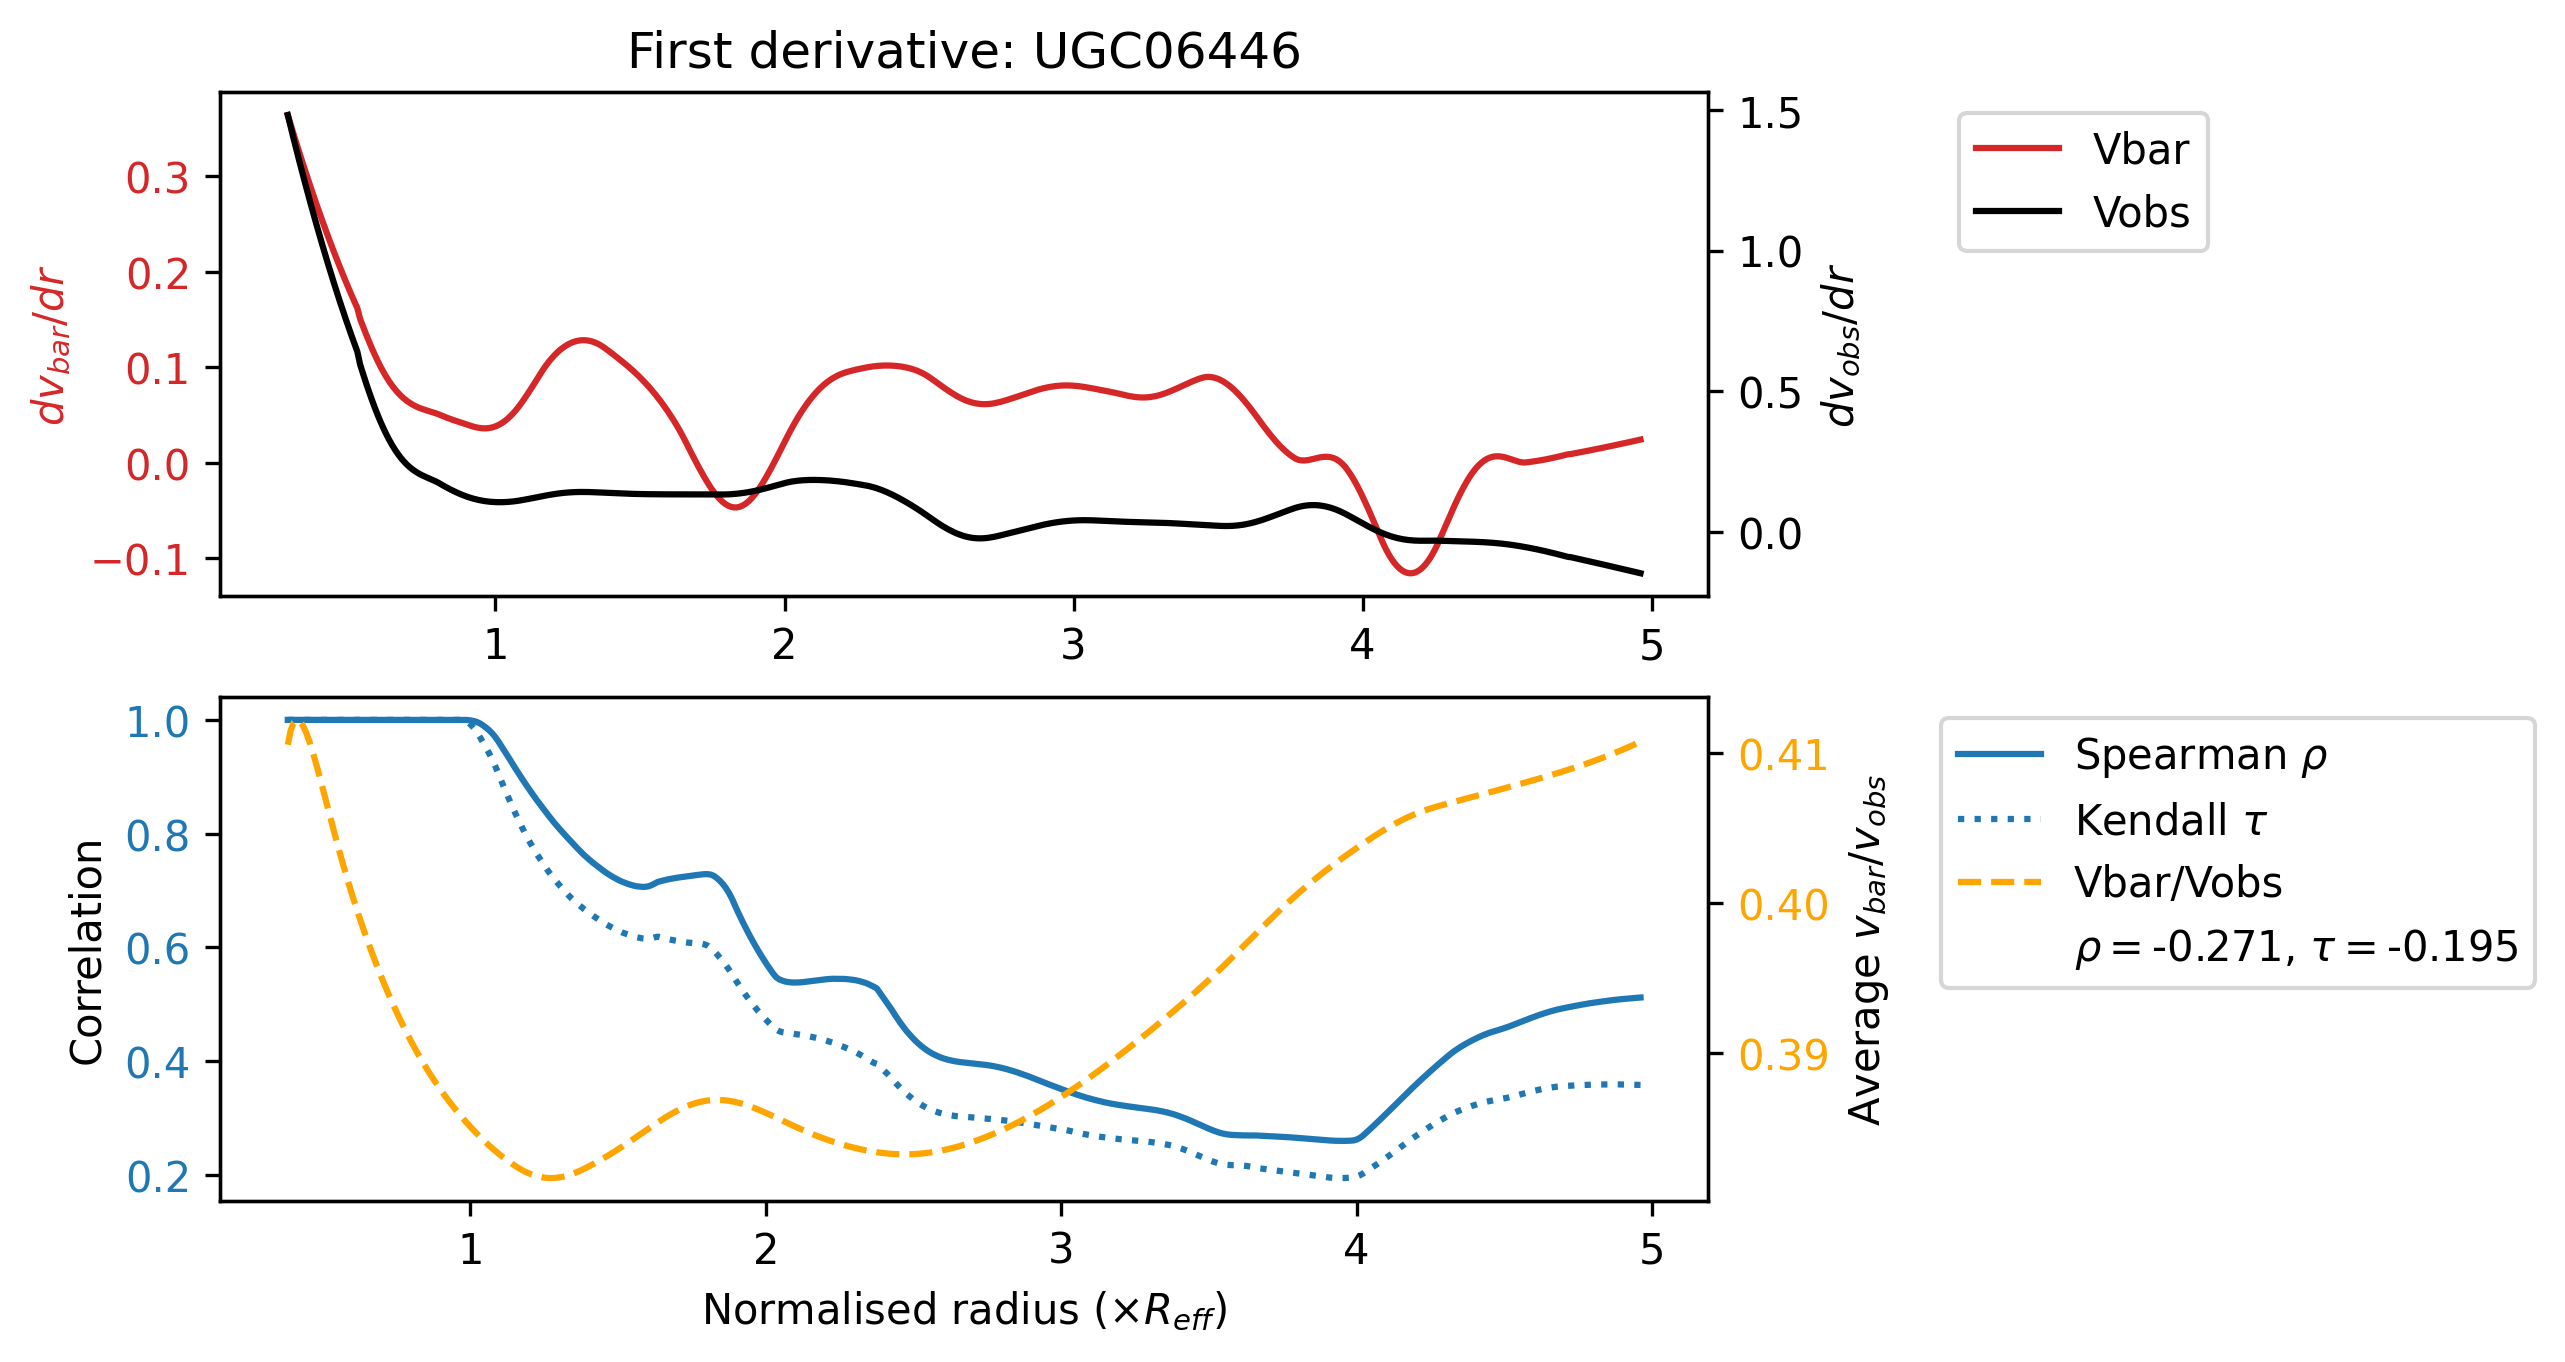 First derivative: UGC06446
0.3
0.2
0.1
0.0
−0.1
dv_bar/dr
1.5
1.0
0.5
0.0
dv_obs/dr
1 2 3 4 5
Vbar
Vobs
1.0
0.8
0.6
0.4
0.2
Correlation
0.41
0.40
0.39
Average v_bar/v_obs
1 2 3 4 5
Normalised radius (×R_eff)
Spearman ρ
Kendall τ
Vbar/Vobs
ρ = -0.271, τ = -0.195